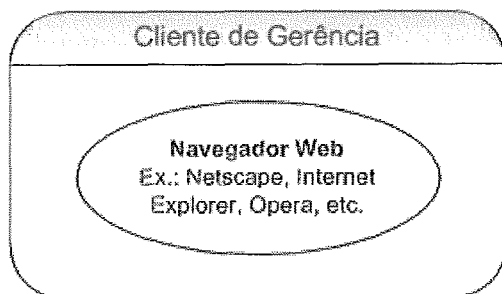 Cliente de Gerência
Navegador Web
Ex.: Netscape, Internet
Explorer, Opera, etc.